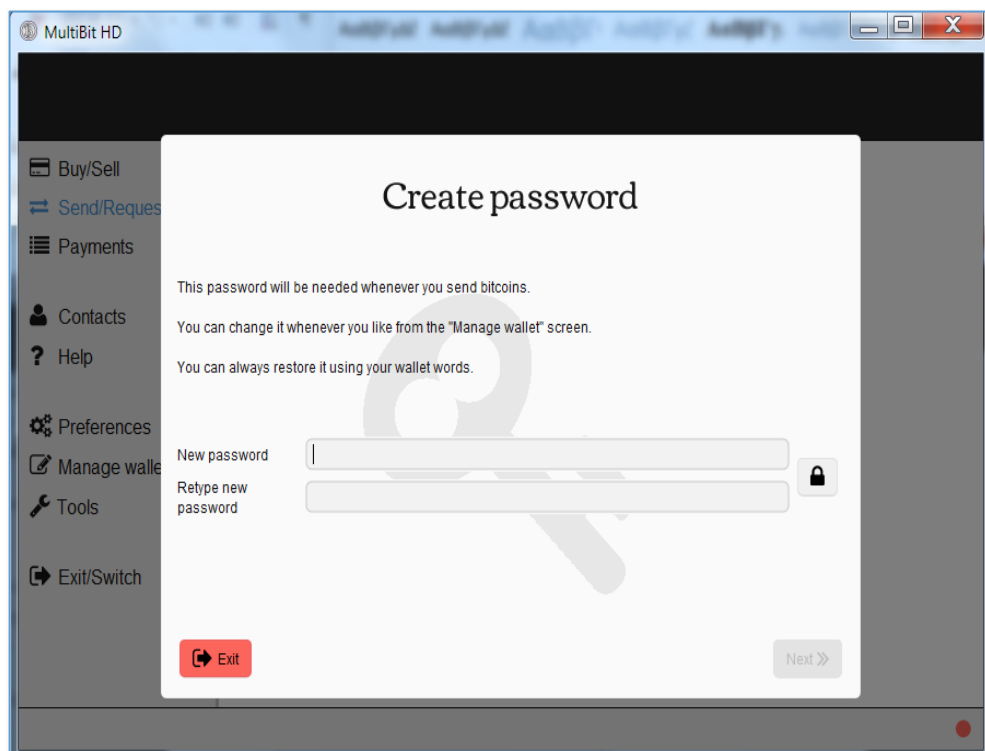 MultiBit HD
Buy/Sell
Send/Reques
Payments
Contacts
Help
Preferences
Manage walle
Tools
Exit/Switch
Create password
This password will be needed whenever you send bitcoins.
You can change it whenever you like from the "Manage wallet" screen.
You can always restore it using your wallet words.
New password
Retype new
password
Exit
Next